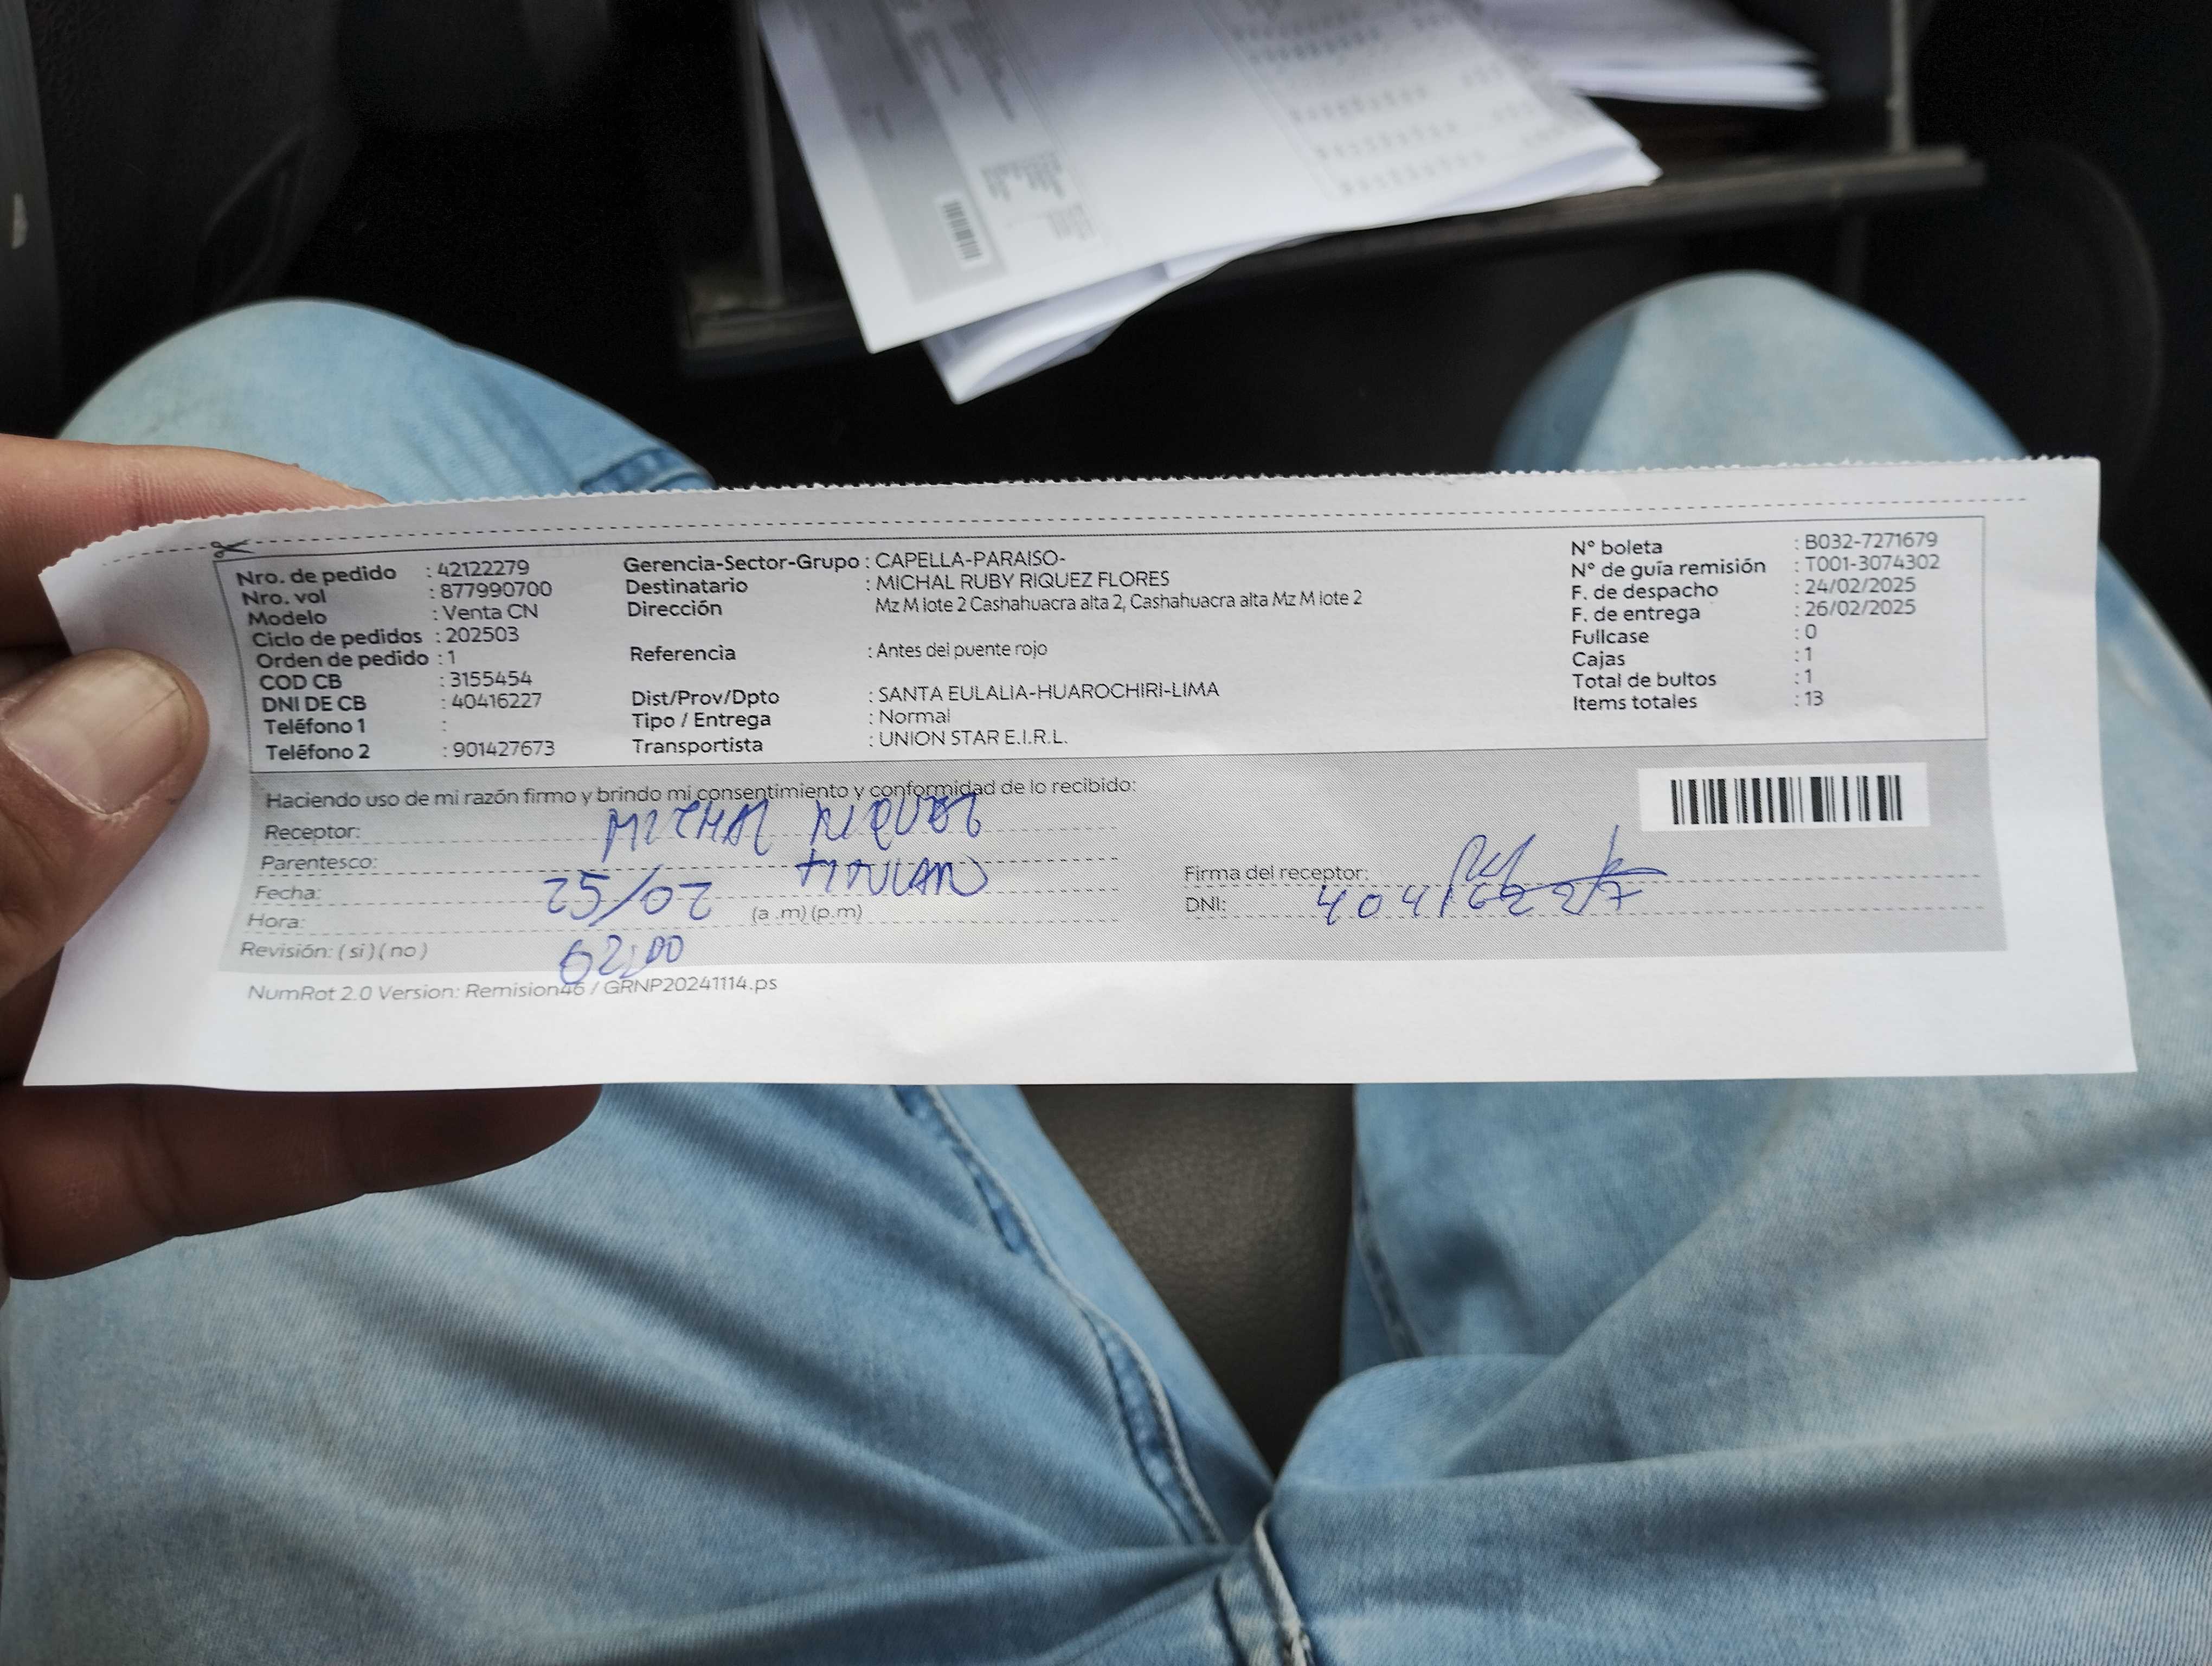 Nro. de pedido : 42122279
Nro. vol : 877990700
Modelo : Venta CN
Ciclo de pedidos : 202503
Orden de pedido : 1
COD CB : 3155454
DNI DE CB : 40416227
Teléfono 1 :
Teléfono 2 : 901427673
Gerencia-Sector-Grupo : CAPELLA-PARAISO-
Destinatario : MICHAL RUBY RIQUEZ FLORES
Dirección Mz M lote 2 Cashahuacra alta 2, Cashahuacra alta Mz M lote 2
Referencia : Antes del puente rojo
Dist/Prov/Dpto : SANTA EULALIA-HUAROCHIRI-LIMA
Tipo / Entrega : Normal
Transportista : UNION STAR E.I.R.L.
N° boleta : B032-7271679
N° de guía remisión : T001-3074302
F. de despacho : 24/02/2025
F. de entrega : 26/02/2025
Fullcase : 0
Cajas : 1
Total de bultos : 1
Items totales : 13
Haciendo uso de mi razón firmo y brindo mi consentimiento y conformidad de lo recibido:
Receptor: MICHAL RIQUEZ
Parentesco: TITULAR
Fecha: 25/02
Hora: (a .m) (p.m)
Revisión: ( si ) ( no ) 62,00
Firma del receptor:
DNI: 40416227
NumRot 2.0 Version: Remision46 / GRNP20241114.ps